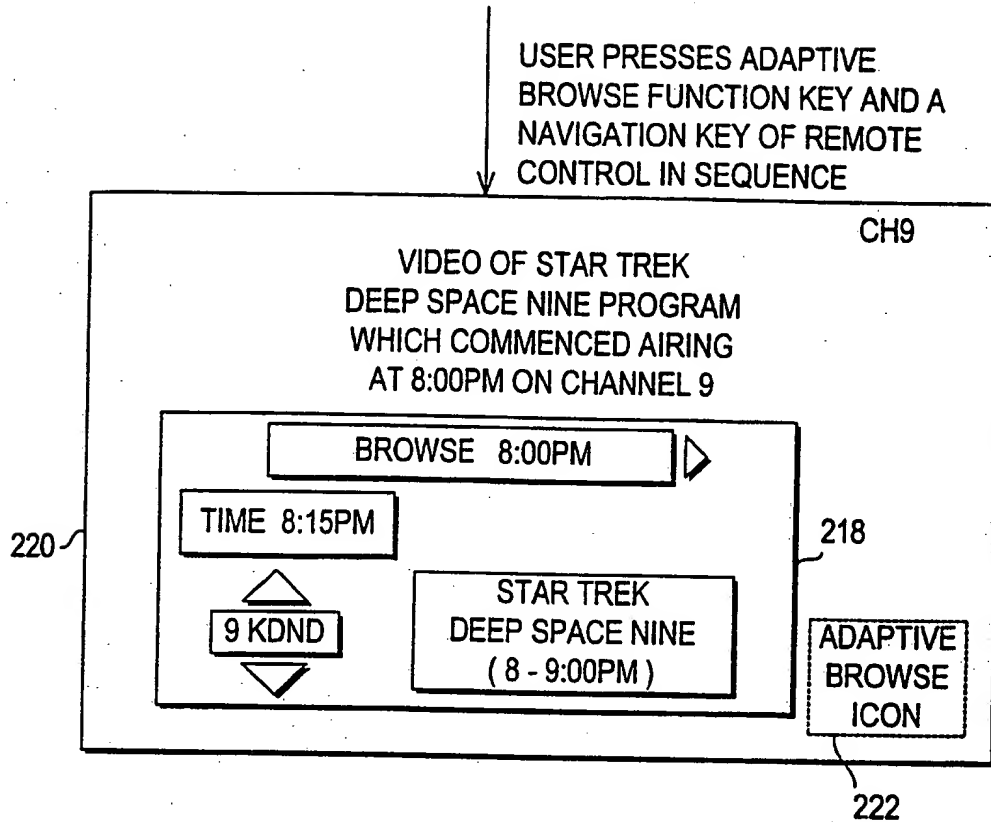 USER PRESSES ADAPTIVE
BROWSE FUNCTION KEY AND A
NAVIGATION KEY OF REMOTE
CONTROL IN SEQUENCE
CH9
VIDEO OF STAR TREK
DEEP SPACE NINE PROGRAM
WHICH COMMENCED AIRING
AT 8:00PM ON CHANNEL 9
BROWSE 8:00PM
TIME 8:15PM
220
218
9 KDND
STAR TREK
DEEP SPACE NINE
( 8 - 9:00PM )
ADAPTIVE
BROWSE
ICON
222